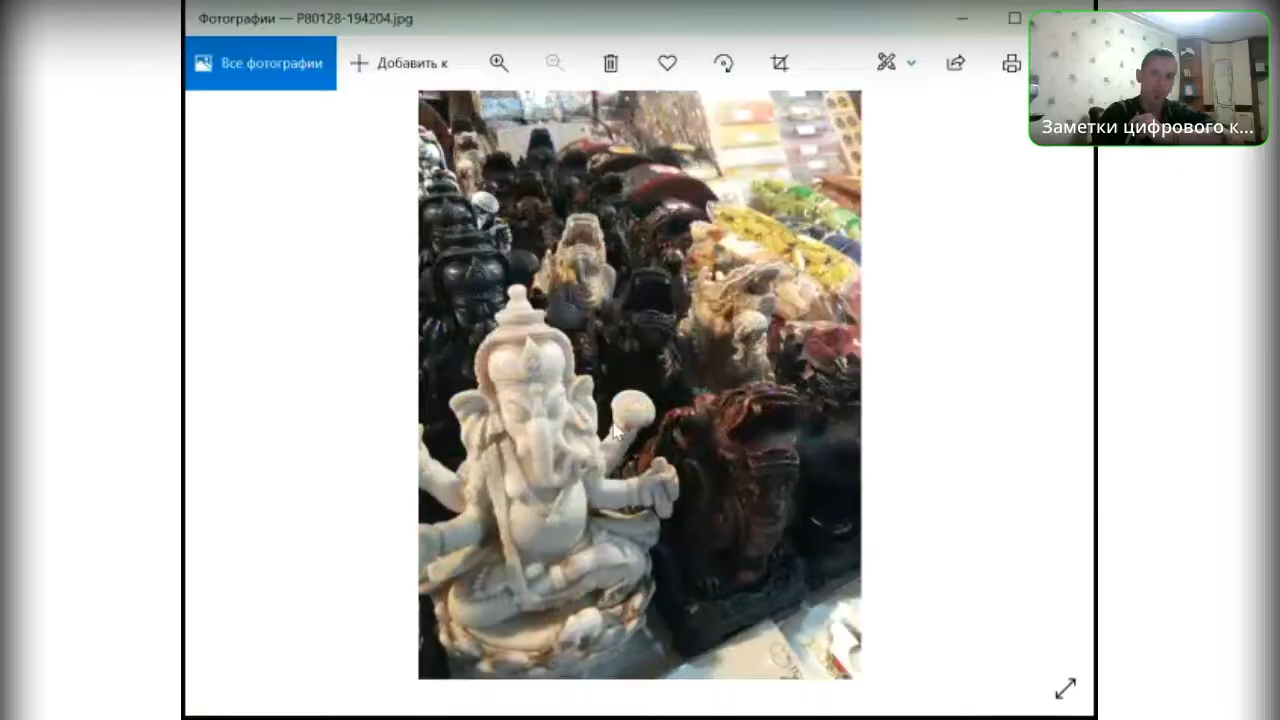 Фотографии — P80128-194204.jpg
Все фотографии
Добавить к
Заметки цифрового к...